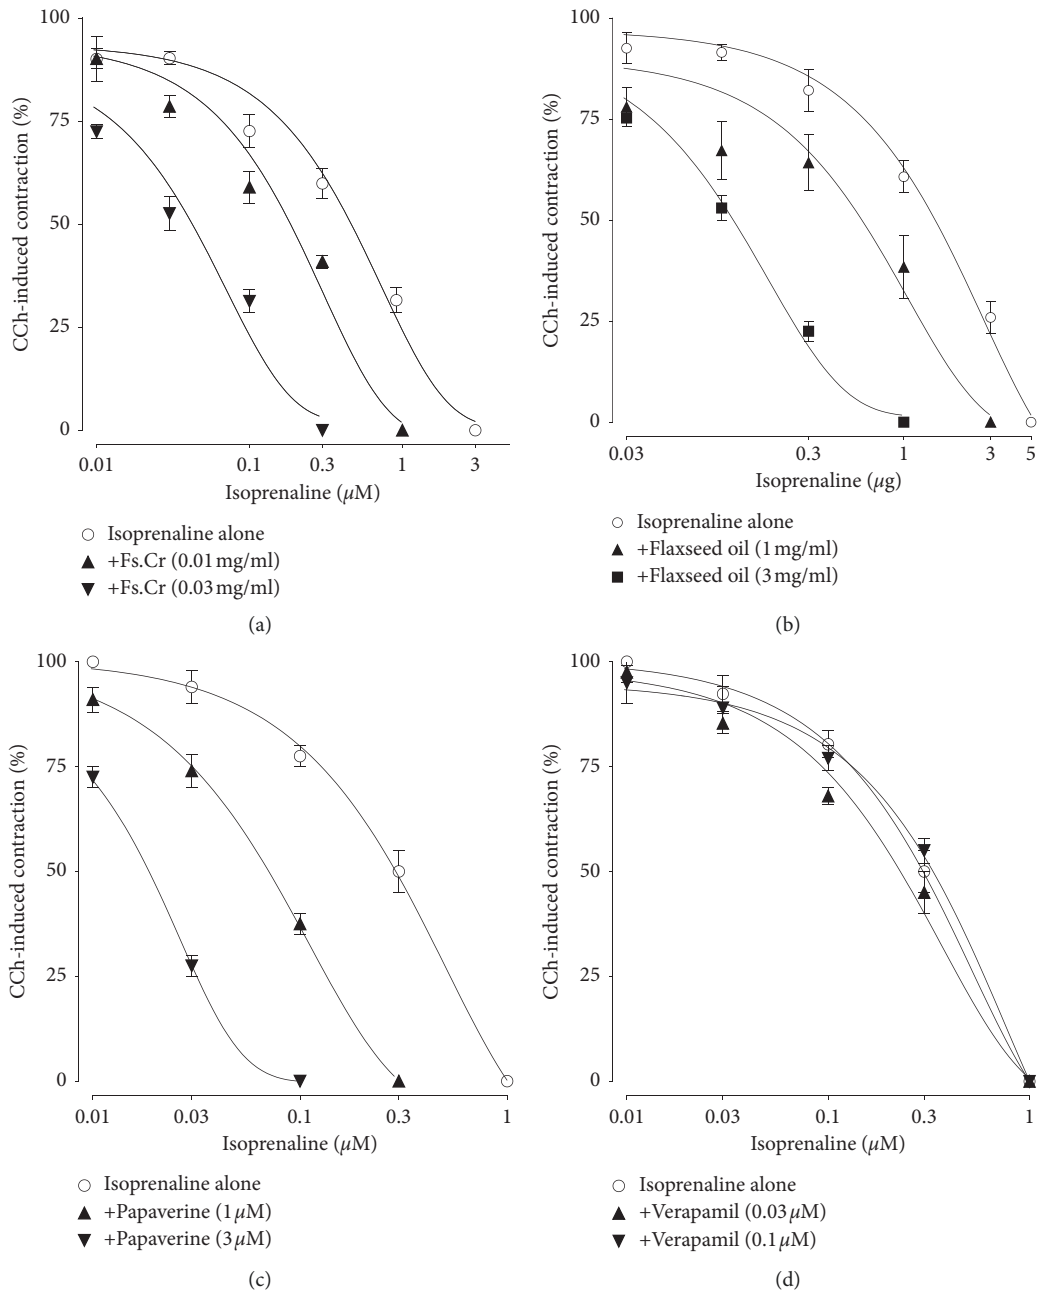 100
75
50
25
0
CCh-induced contraction (%)
0.01 0.1 0.3 1 3
Isoprenaline (µM)
Isoprenaline alone
+Fs.Cr (0.01 mg/ml)
+Fs.Cr (0.03 mg/ml)
(a)
100
75
50
25
0
CCh-induced contraction (%)
0.03 0.3 1 3 5
Isoprenaline (µg)
Isoprenaline alone
+Flaxseed oil (1 mg/ml)
+Flaxseed oil (3 mg/ml)
(b)
100
75
50
25
0
CCh-induced contraction (%)
0.01 0.03 0.1 0.3 1
Isoprenaline (µM)
Isoprenaline alone
+Papaverine (1 µM)
+Papaverine (3 µM)
(c)
100
75
50
25
0
CCh-induced contraction (%)
0.01 0.03 0.1 0.3 1
Isoprenaline (µM)
Isoprenaline alone
+Verapamil (0.03 µM)
+Verapamil (0.1 µM)
(d)